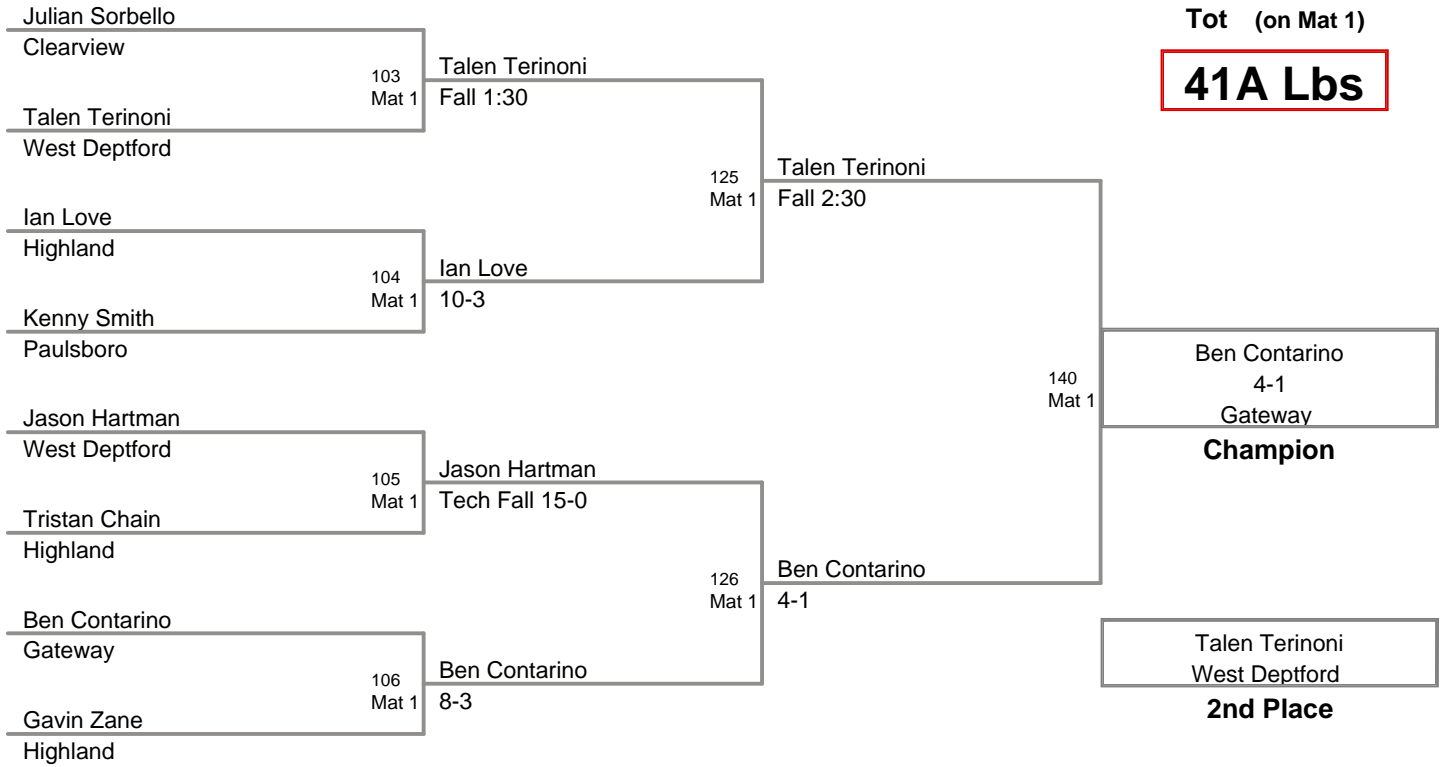 Tot (on Mat 1)
41A Lbs
Julian Sorbello
Clearview
103
Mat 1
Talen Terinoni
Fall 1:30
Talen Terinoni
West Deptford
125
Mat 1
Talen Terinoni
Fall 2:30
Ian Love
Highland
104
Mat 1
Ian Love
10-3
Kenny Smith
Paulsboro
140
Mat 1
Ben Contarino
4-1
Gateway
Champion
Jason Hartman
West Deptford
105
Mat 1
Jason Hartman
Tech Fall 15-0
Tristan Chain
Highland
126
Mat 1
Ben Contarino
4-1
Ben Contarino
Gateway
106
Mat 1
Ben Contarino
8-3
Gavin Zane
Highland
Talen Terinoni
West Deptford
2nd Place